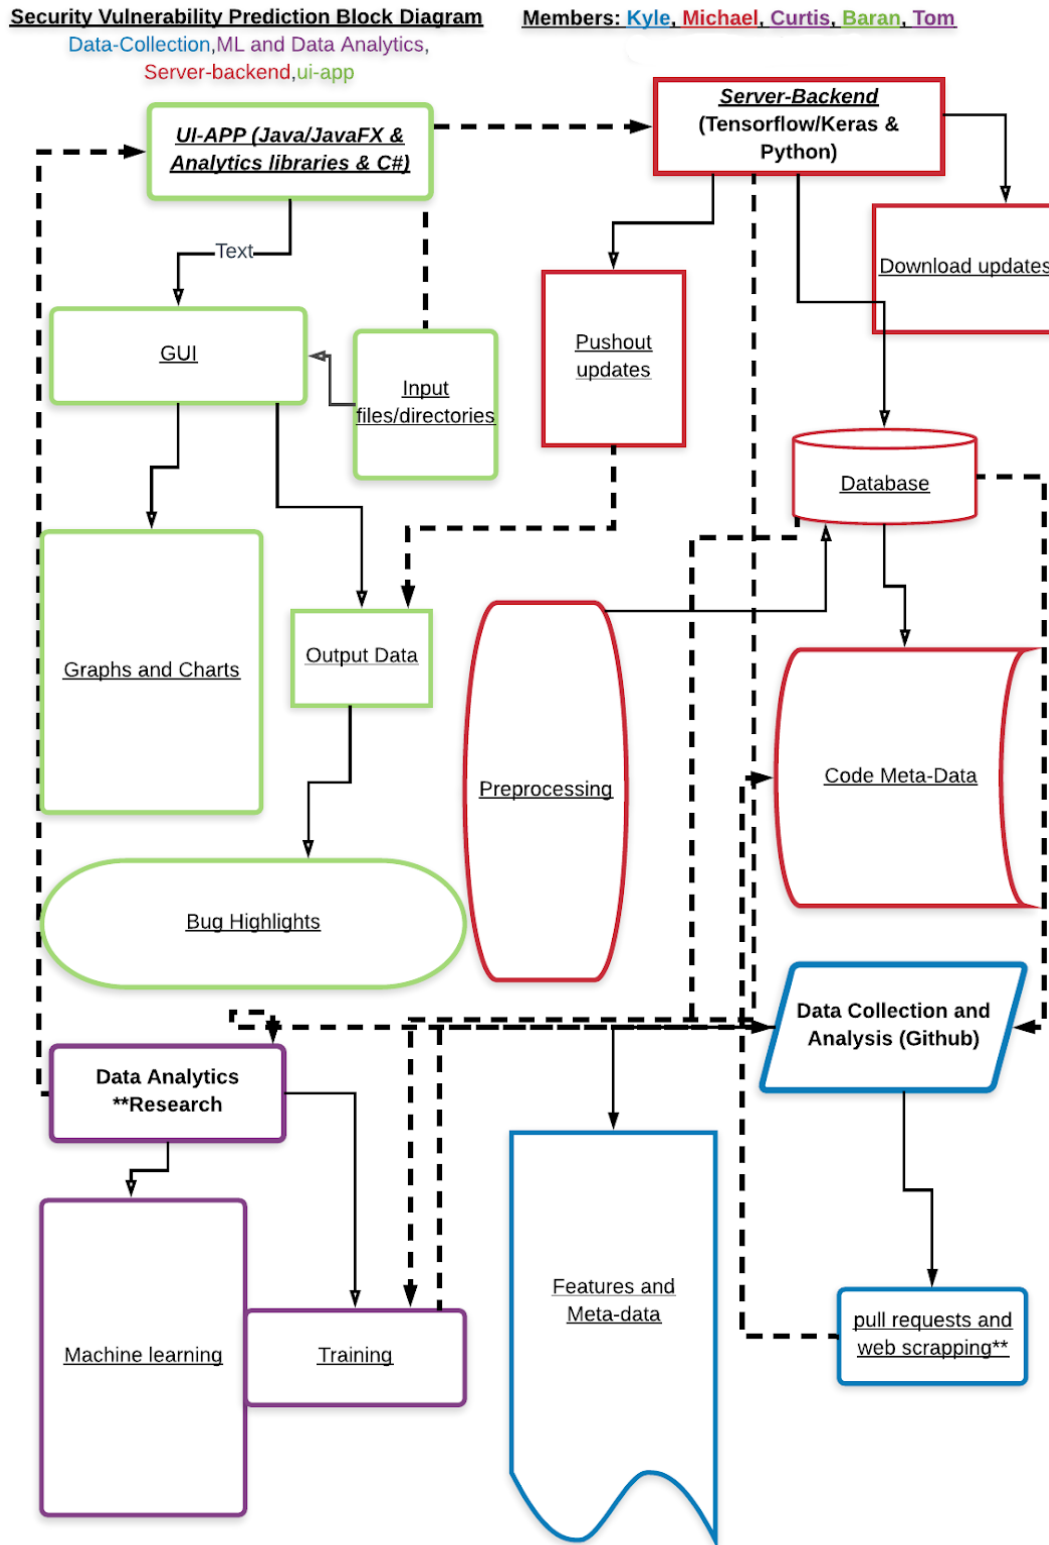 Security Vulnerability Prediction Block Diagram
Data-Collection,ML and Data Analytics,
Server-backend,ui-app
Members: Kyle, Michael, Curtis, Baran, Tom
UI-APP (Java/JavaFX &
Analytics libraries & C#)
Server-Backend
(Tensorflow/Keras &
Python)
Text
Download updates
GUI
Input
files/directories
Pushout
updates
Database
Graphs and Charts
Output Data
Preprocessing
Code Meta-Data
Bug Highlights
Data Collection and
Analysis (Github)
Data Analytics
**Research
Features and
Meta-data
pull requests and
web scrapping**
Machine learning
Training